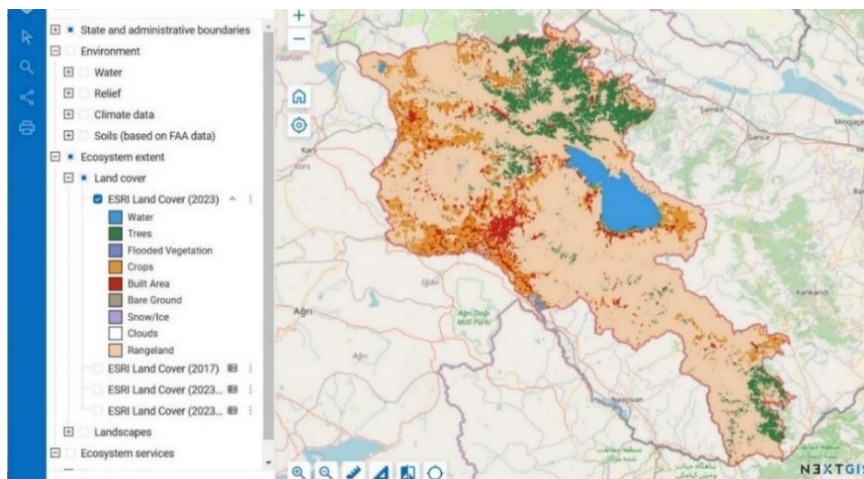 State and administrative boundaries
Environment
Water
Relief
Climate data
Soils (based on FAA data)
Ecosystem extent
Land cover
ESRI Land Cover (2023)
Water
Trees
Flooded Vegetation
Crops
Built Area
Bare Ground
Snow/Ice
Clouds
Rangeland
ESRI Land Cover (2017)
ESRI Land Cover (2023...
ESRI Land Cover (2023...
Landscapes
Ecosystem services
Kars
Kars
Tovuz
Ganca
Iğdır
Ağrı
Ağrı Dağı
Milli Parkı
Ağrı
Xankəndi
Naxçıvan
NEXTGIS